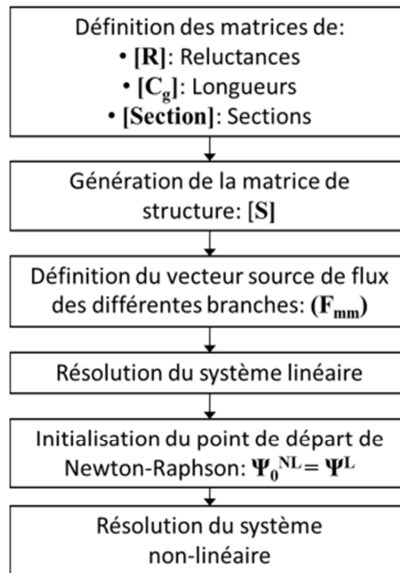 Définition des matrices de:
• [R]: Reluctances
• [Cg]: Longueurs
• [Section]: Sections
Génération de la matrice de
structure: [S]
Définition du vecteur source de flux
des différentes branches: (Fmm)
Résolution du système linéaire
Initialisation du point de départ de
Newton-Raphson: Ψ0^NL = Ψ^L
Résolution du système
non-linéaire